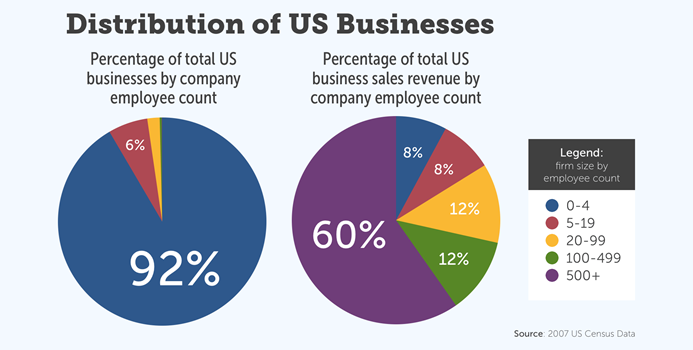 Distribution of US Businesses
Percentage of total US
businesses by company
employee count
6%
92%
Percentage of total US
business sales revenue by
company employee count
8%
8%
12%
12%
60%
Legend:
firm size by
employee count
0-4
5-19
20-99
100-499
500+
Source: 2007 US Census Data